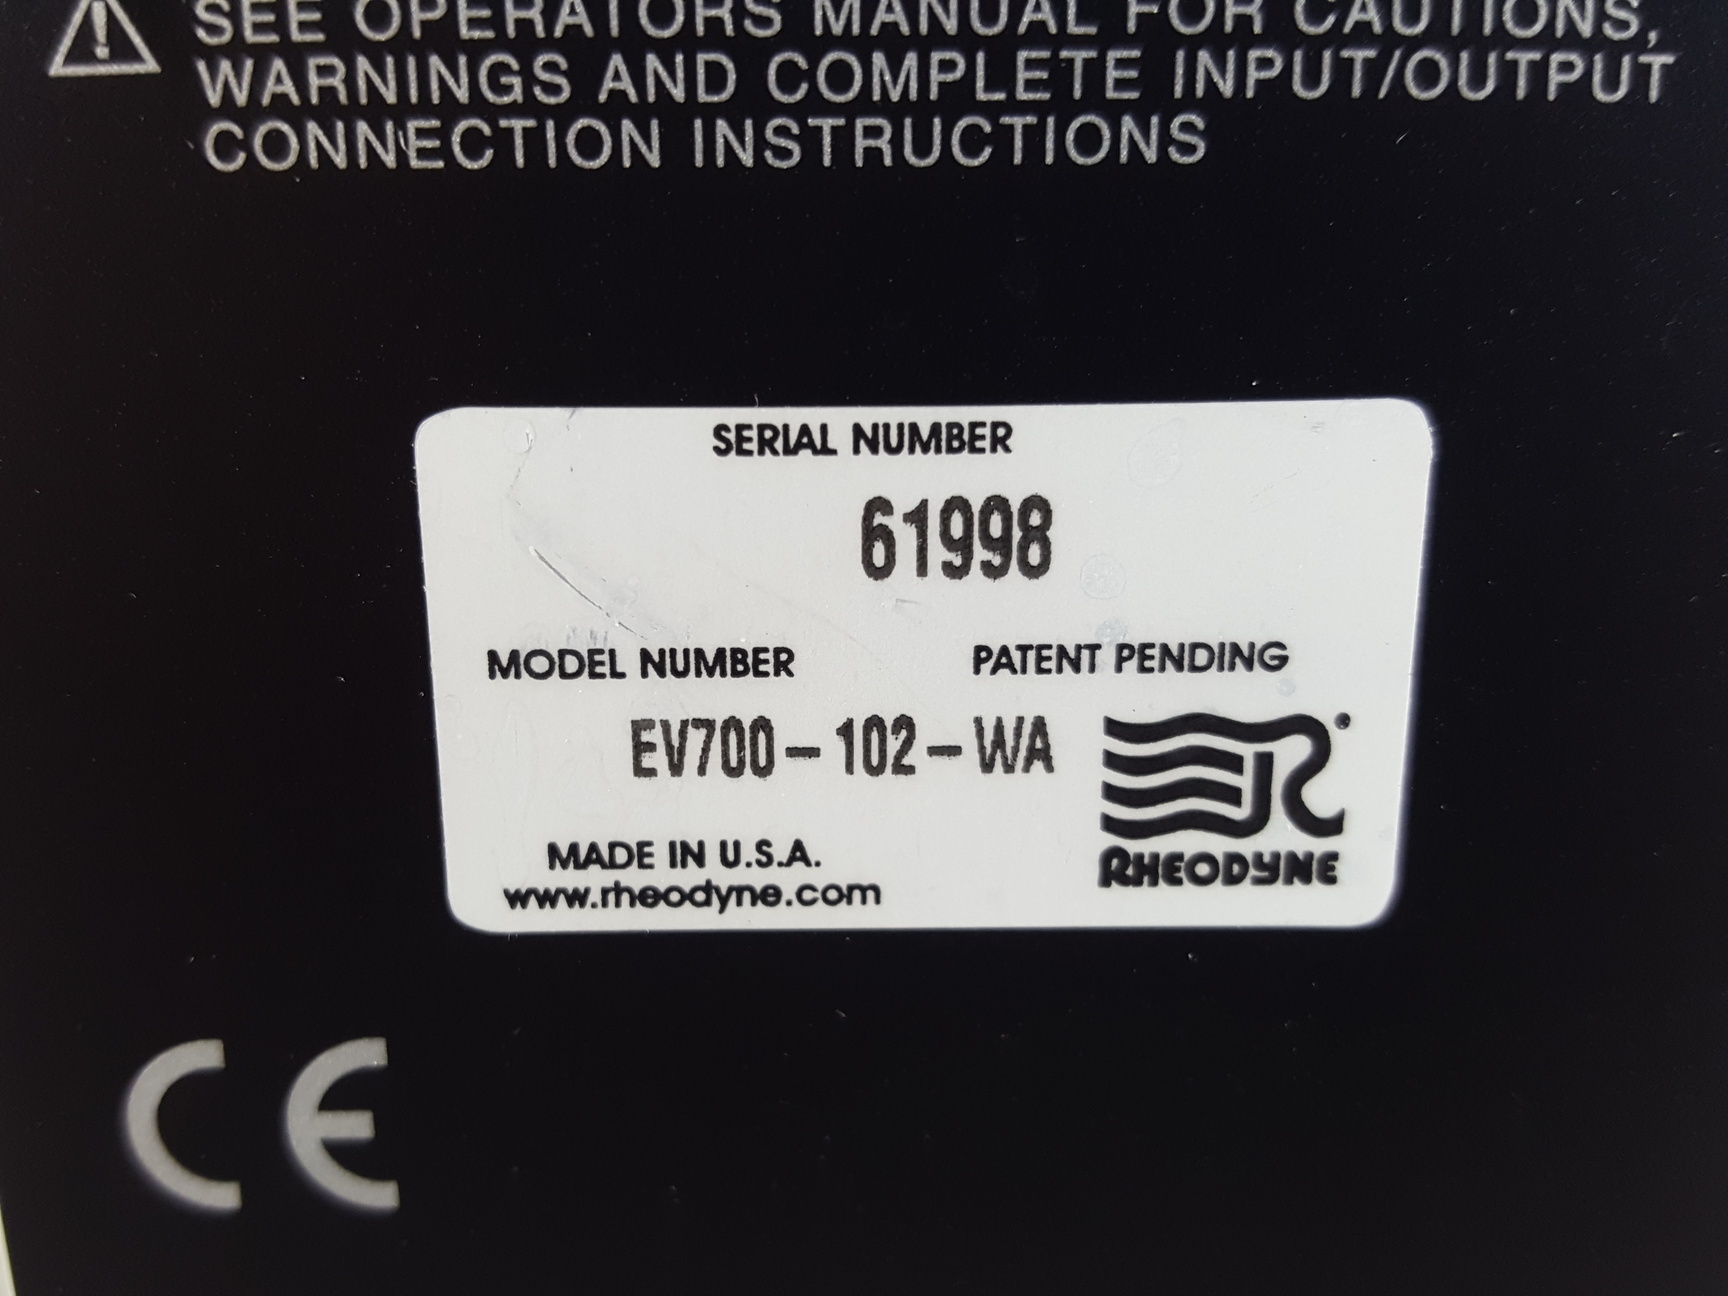 SEE OPERATORS MANUAL FOR CAUTIONS,
WARNINGS AND COMPLETE INPUT/OUTPUT
CONNECTION INSTRUCTIONS
SERIAL NUMBER
61998
MODEL NUMBER PATENT PENDING
EV700-102-WA
MADE IN U.S.A.
www.rheodyne.com
RHEODYNE
CE